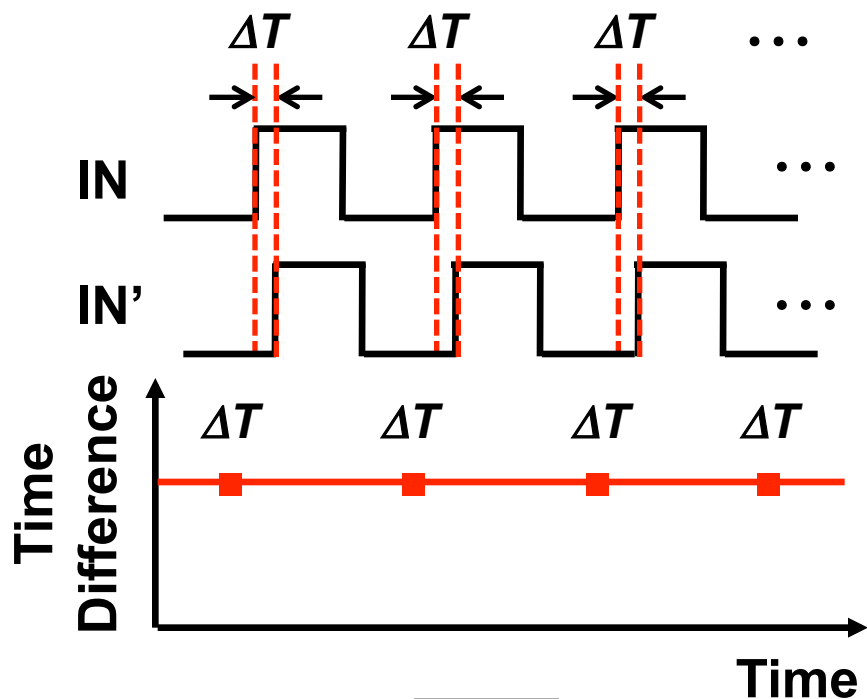 ΔT ΔT ΔT ...
IN ...
IN' ...
Time
Difference
ΔT ΔT ΔT ΔT
Time